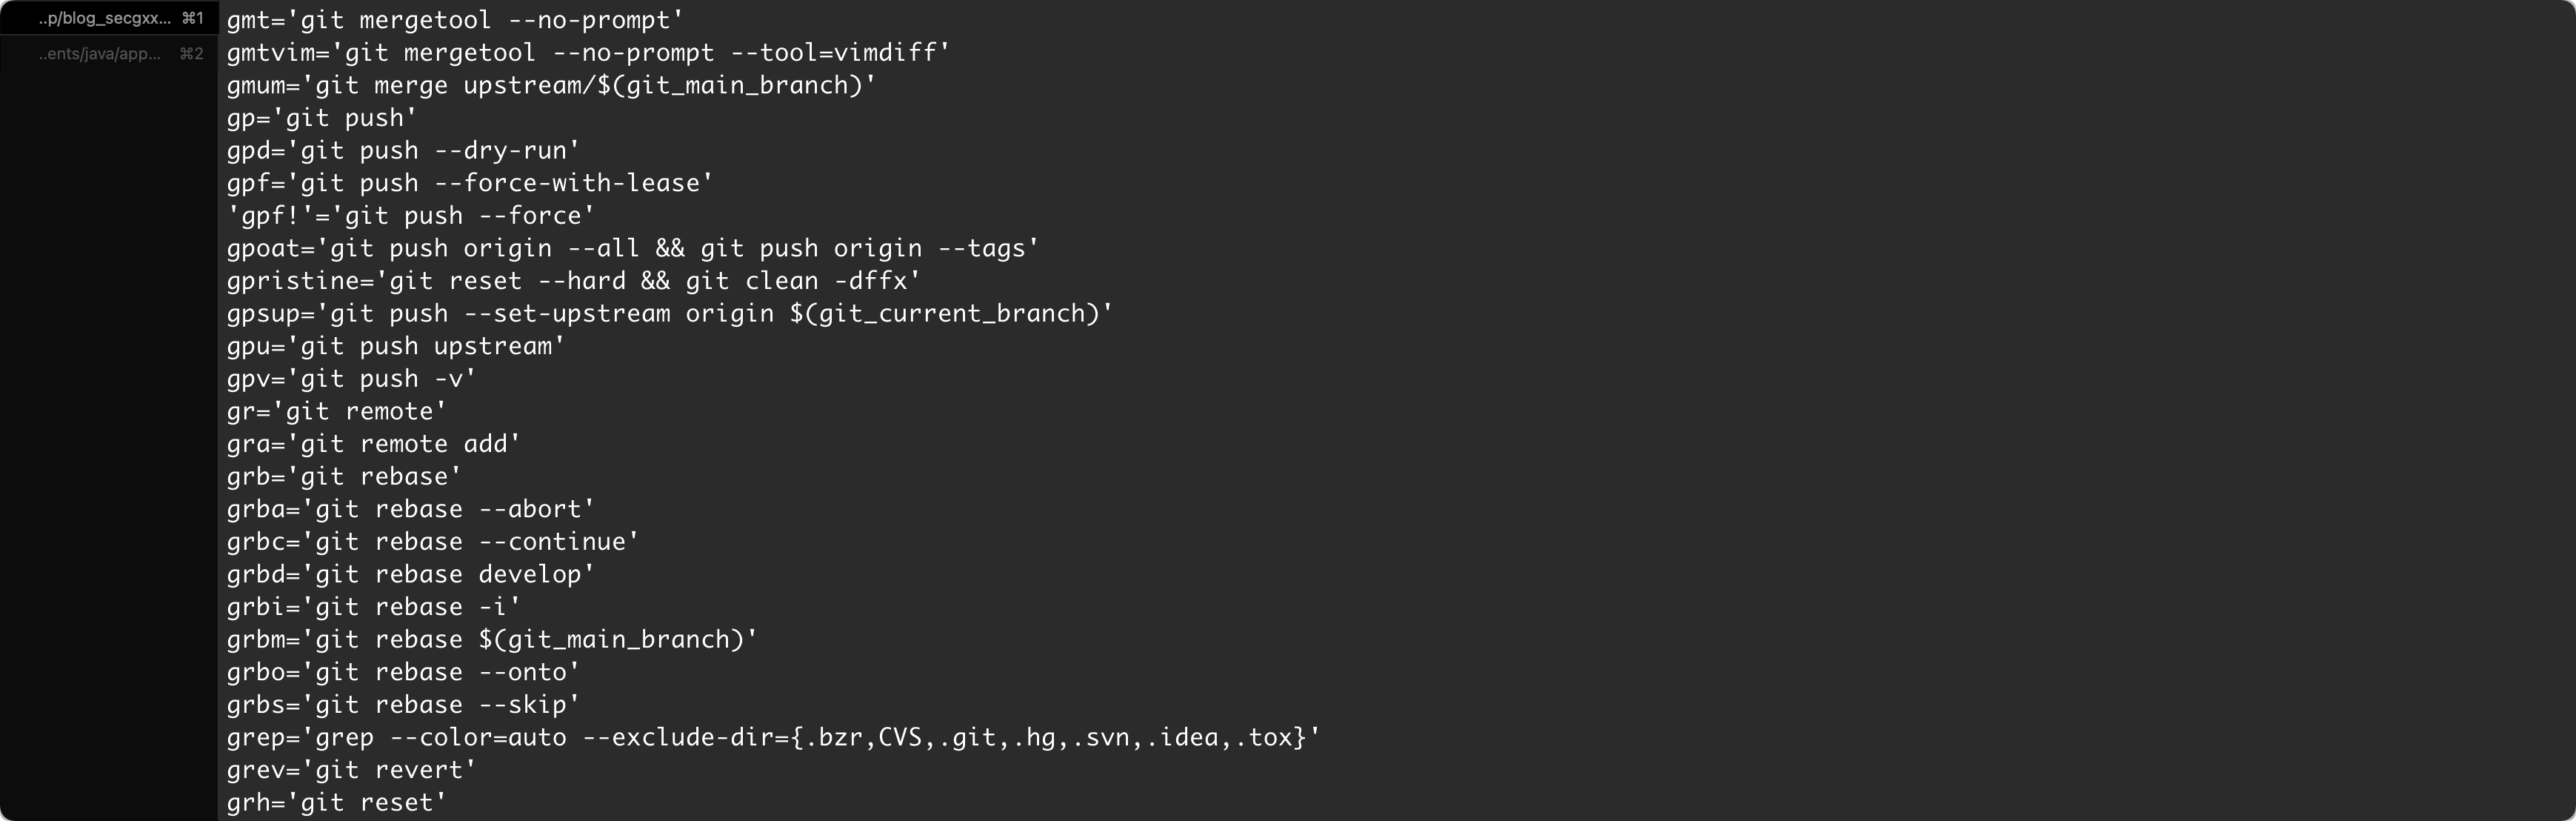 ..p/blog_secgxx... ⌘1
..ents/java/app... ⌘2
gmt='git mergetool --no-prompt'
gmtvim='git mergetool --no-prompt --tool=vimdiff'
gmum='git merge upstream/$(git_main_branch)'
gp='git push'
gpd='git push --dry-run'
gpf='git push --force-with-lease'
'gpf!'='git push --force'
gpoat='git push origin --all && git push origin --tags'
gpristine='git reset --hard && git clean -dffx'
gpsup='git push --set-upstream origin $(git_current_branch)'
gpu='git push upstream'
gpv='git push -v'
gr='git remote'
gra='git remote add'
grb='git rebase'
grba='git rebase --abort'
grbc='git rebase --continue'
grbd='git rebase develop'
grbi='git rebase -i'
grbm='git rebase $(git_main_branch)'
grbo='git rebase --onto'
grbs='git rebase --skip'
grep='grep --color=auto --exclude-dir={.bzr,CVS,.git,.hg,.svn,.idea,.tox}'
grev='git revert'
grh='git reset'